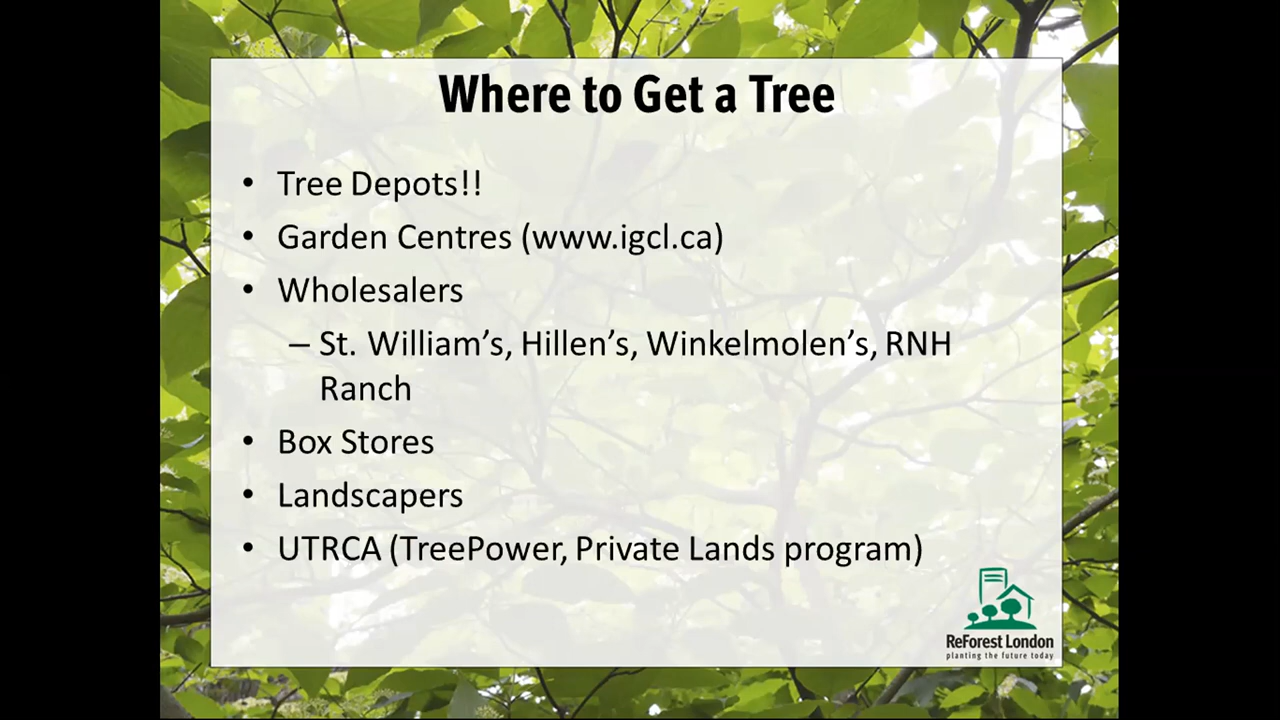 Where to Get a Tree
• Tree Depots!!
• Garden Centres (www.igcl.ca)
• Wholesalers
– St. William’s, Hillen’s, Winkelmolen’s, RNH
Ranch
• Box Stores
• Landscapers
• UTRCA (TreePower, Private Lands program)
ReForest London
planting the future today